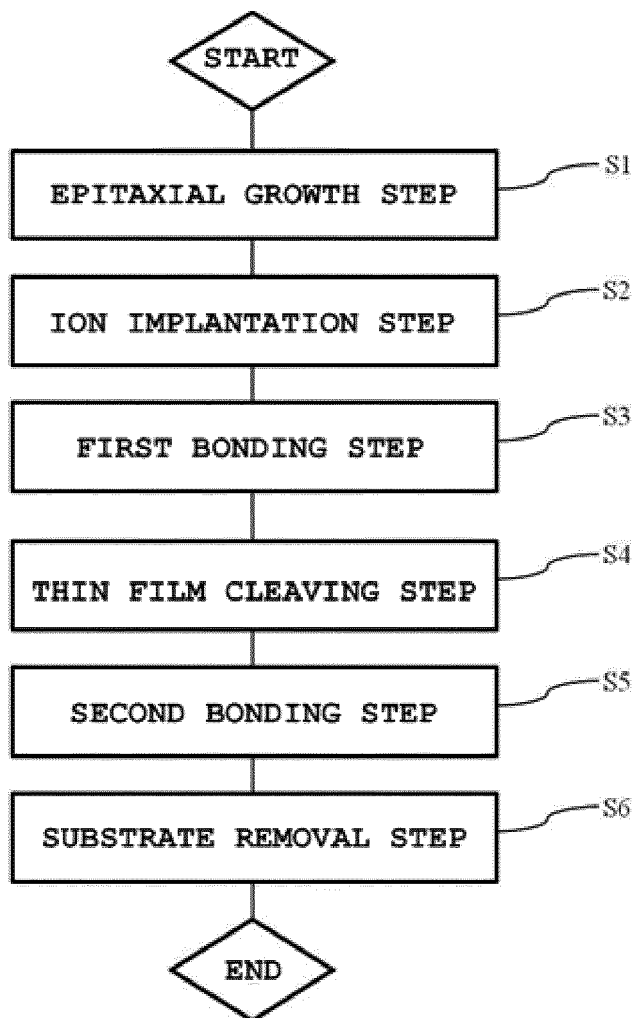 START
EPITAXIAL GROWTH STEP
S1
ION IMPLANTATION STEP
S2
FIRST BONDING STEP
S3
THIN FILM CLEAVING STEP
S4
SECOND BONDING STEP
S5
SUBSTRATE REMOVAL STEP
S6
END